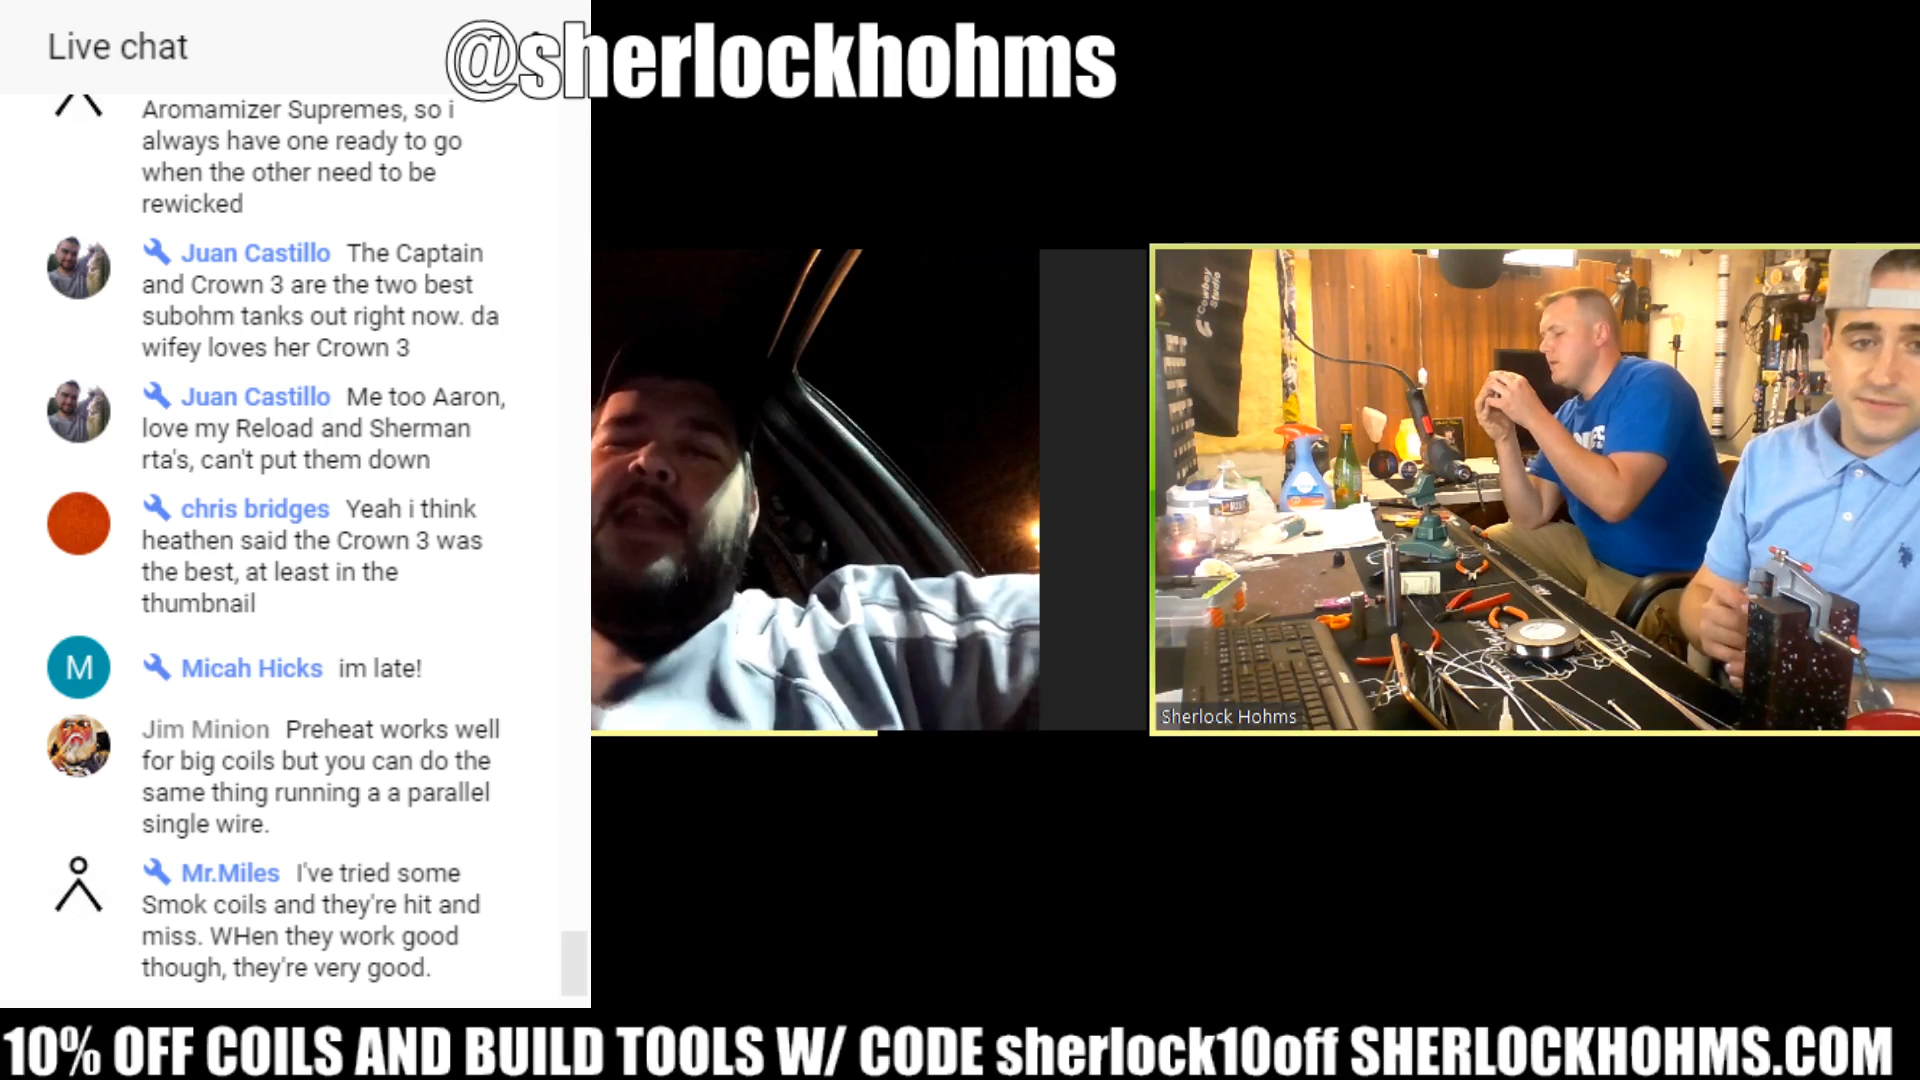 Live chat
@sherlockhohms
Aromamizer Supremes, so i
always have one ready to go
when the other need to be
rewicked
Juan Castillo The Captain
and Crown 3 are the two best
subohm tanks out right now. da
wifey loves her Crown 3
Juan Castillo Me too Aaron,
love my Reload and Sherman
rta's, can't put them down
chris bridges Yeah i think
heathen said the Crown 3 was
the best, at least in the
thumbnail
M
Micah Hicks im late!
Jim Minion Preheat works well
for big coils but you can do the
same thing running a a parallel
single wire.
Mr.Miles I've tried some
Smok coils and they're hit and
miss. WHen they work good
though, they're very good.
Cowboy
Studio
Sherlock Hohms
10% OFF COILS AND BUILD TOOLS W/ CODE sherlock10off SHERLOCKHOHMS.COM